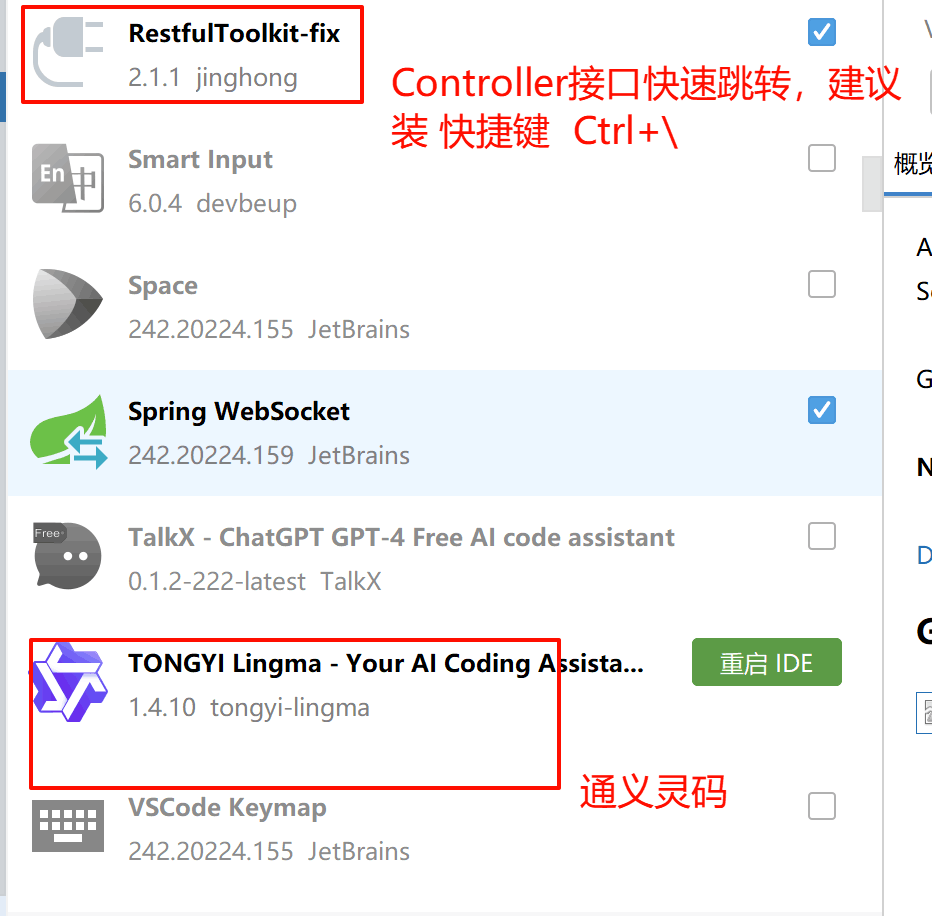 RestfulToolkit-fix
2.1.1 jinghong
Controller接口快速跳转，建议
装 快捷键 Ctrl+\
En 中
Smart Input
6.0.4 devbeup
概览
Space
242.20224.155 JetBrains
Spring WebSocket
242.20224.159 JetBrains
Free+
TalkX - ChatGPT GPT-4 Free AI code assistant
0.1.2-222-latest TalkX
TONGYI Lingma - Your AI Coding Assista...
重启 IDE
1.4.10 tongyi-lingma
通义灵码
VSCode Keymap
242.20224.155 JetBrains